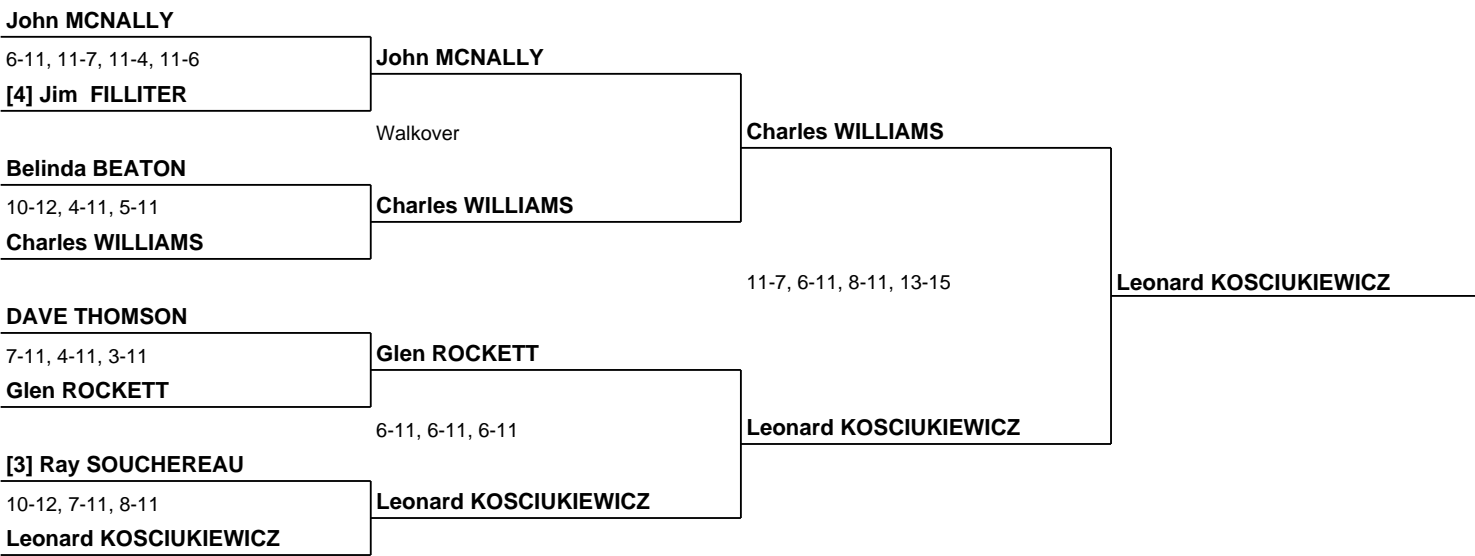 John MCNALLY
6-11, 11-7, 11-4, 11-6
John MCNALLY
[4] Jim  FILLITER
Walkover
Charles WILLIAMS
Belinda BEATON
10-12, 4-11, 5-11
Charles WILLIAMS
Charles WILLIAMS
11-7, 6-11, 8-11, 13-15
Leonard KOSCIUKIEWICZ
DAVE THOMSON
7-11, 4-11, 3-11
Glen ROCKETT
Glen ROCKETT
6-11, 6-11, 6-11
Leonard KOSCIUKIEWICZ
[3] Ray SOUCHEREAU
10-12, 7-11, 8-11
Leonard KOSCIUKIEWICZ
Leonard KOSCIUKIEWICZ